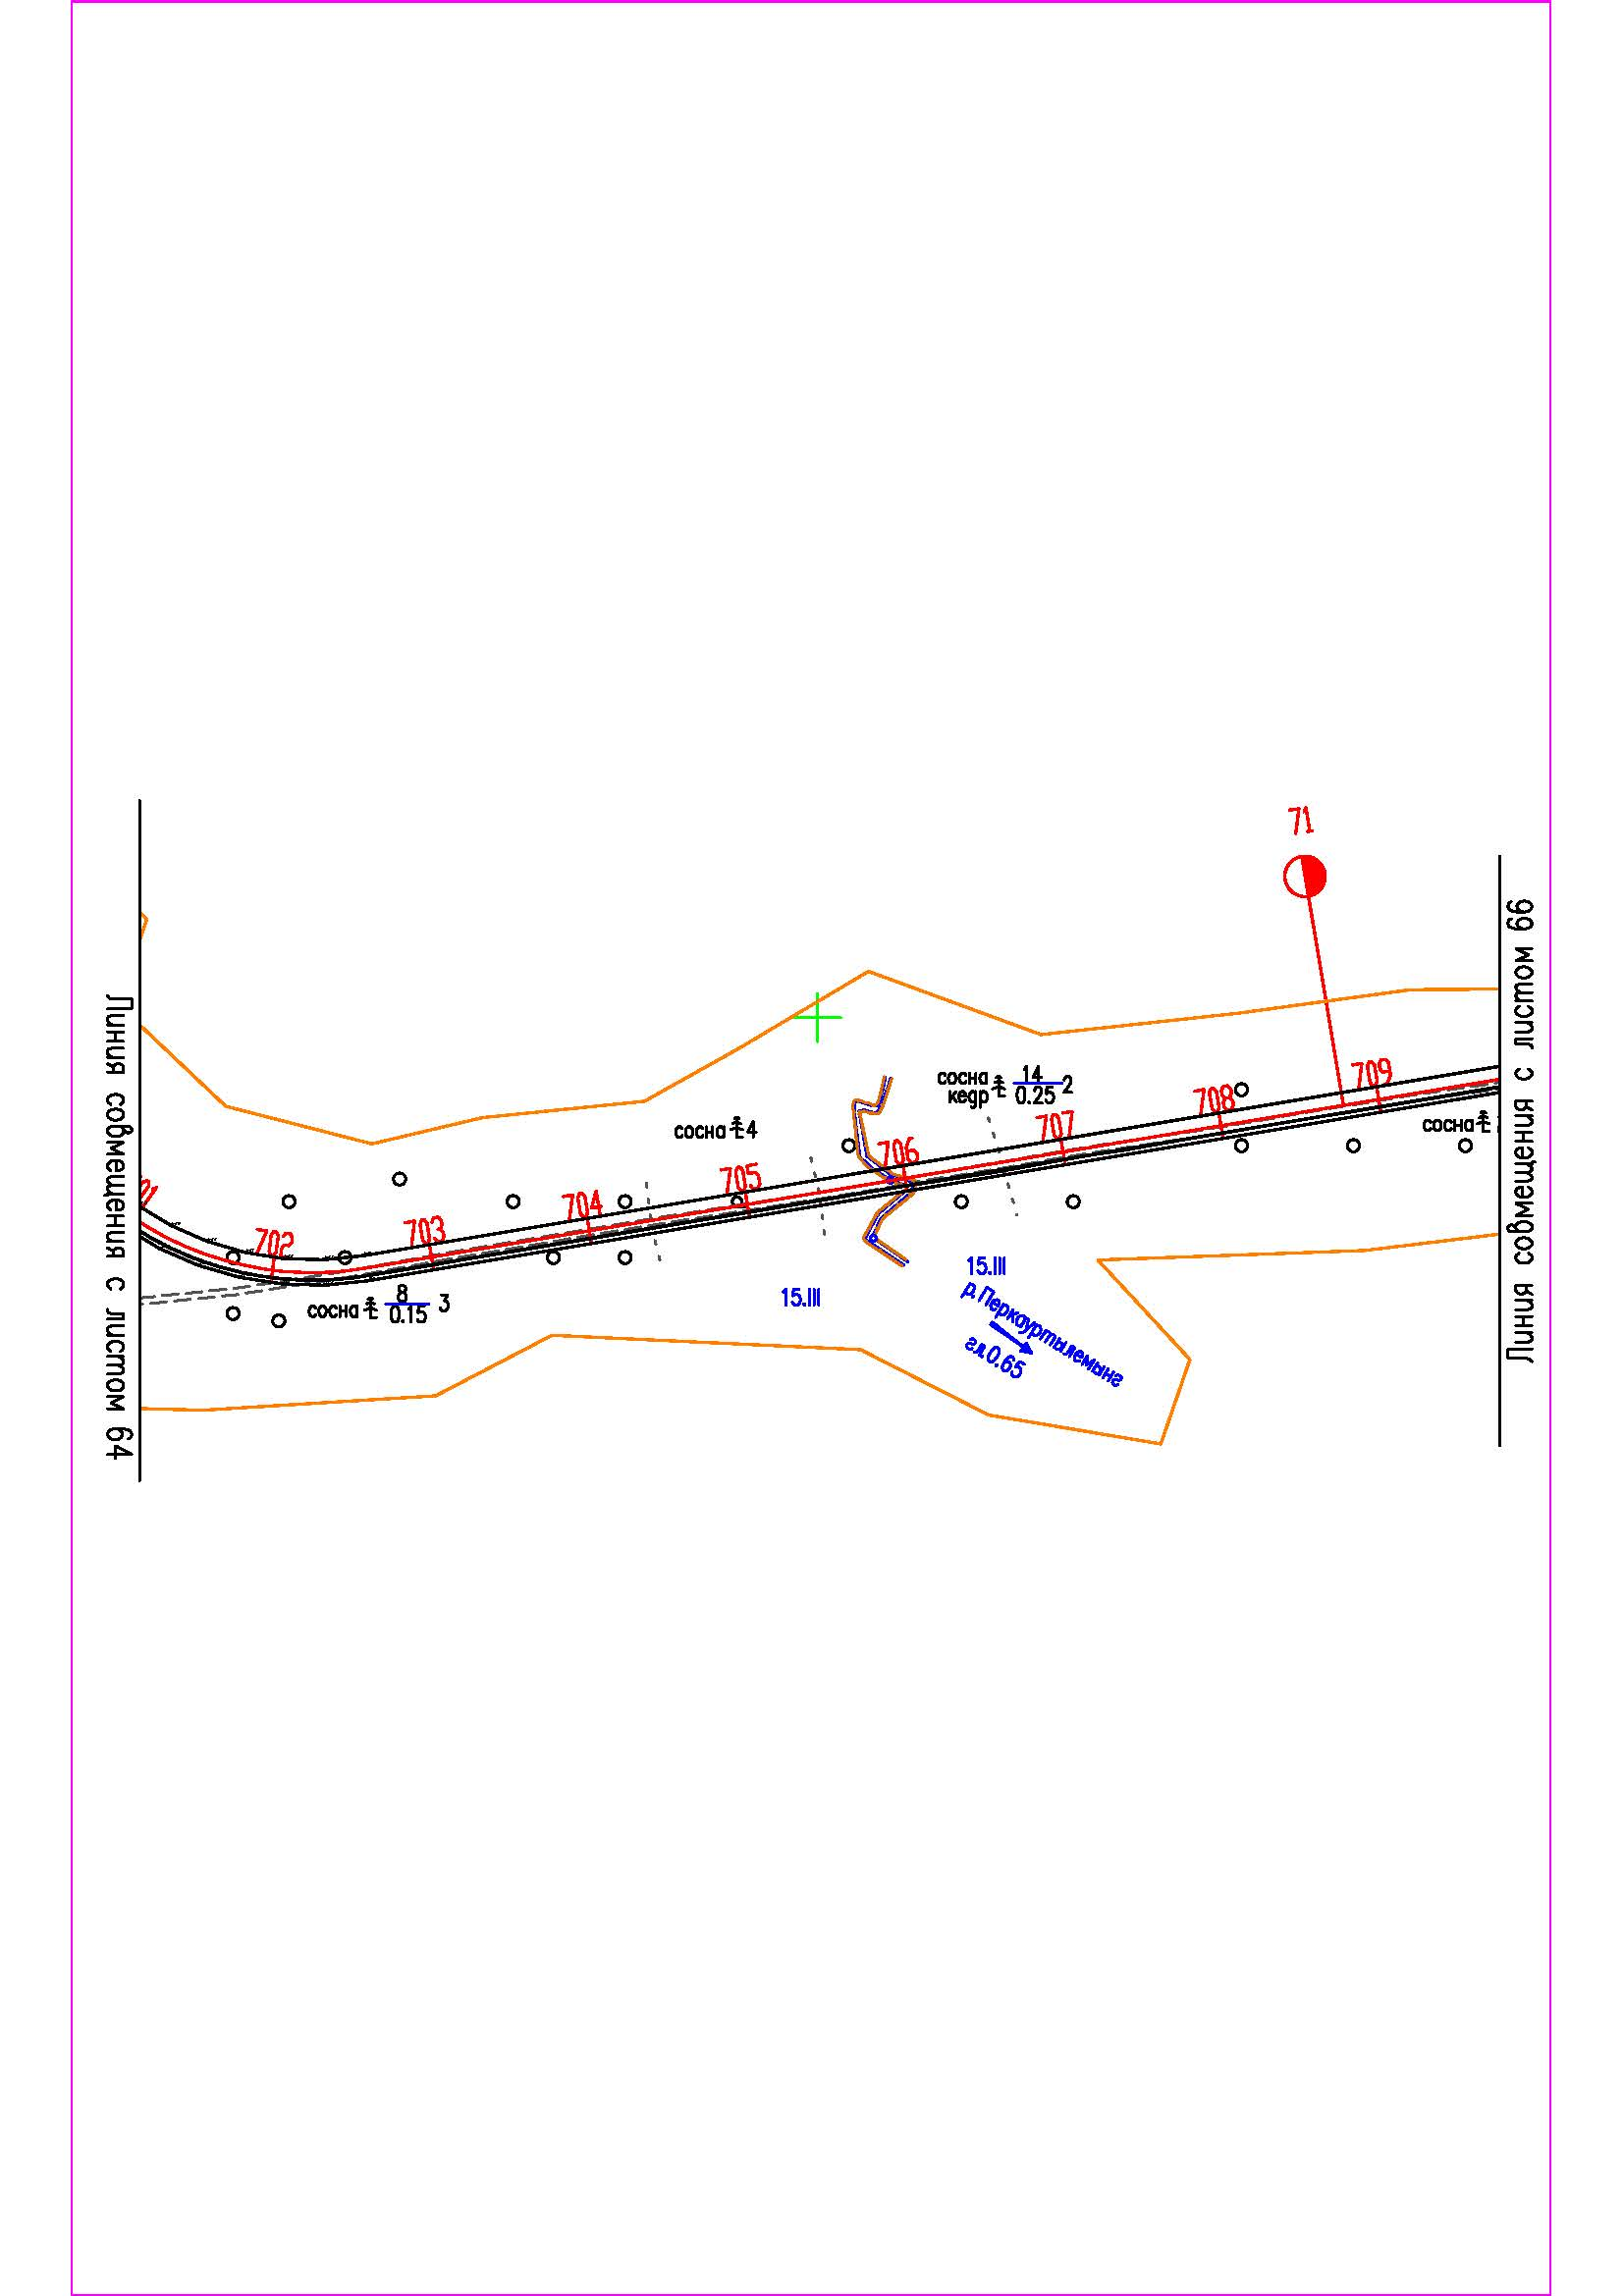 71
Линия совмещения с листом 64
Линия совмещения с листом 66
709
708
707
706
705
704
703
702
сосна
кедр
14
0.25
2
сосна 4
сосна
сосна
8
0.15
3
15.III
15.III
р.Перкауртылемынг
гл.0.65